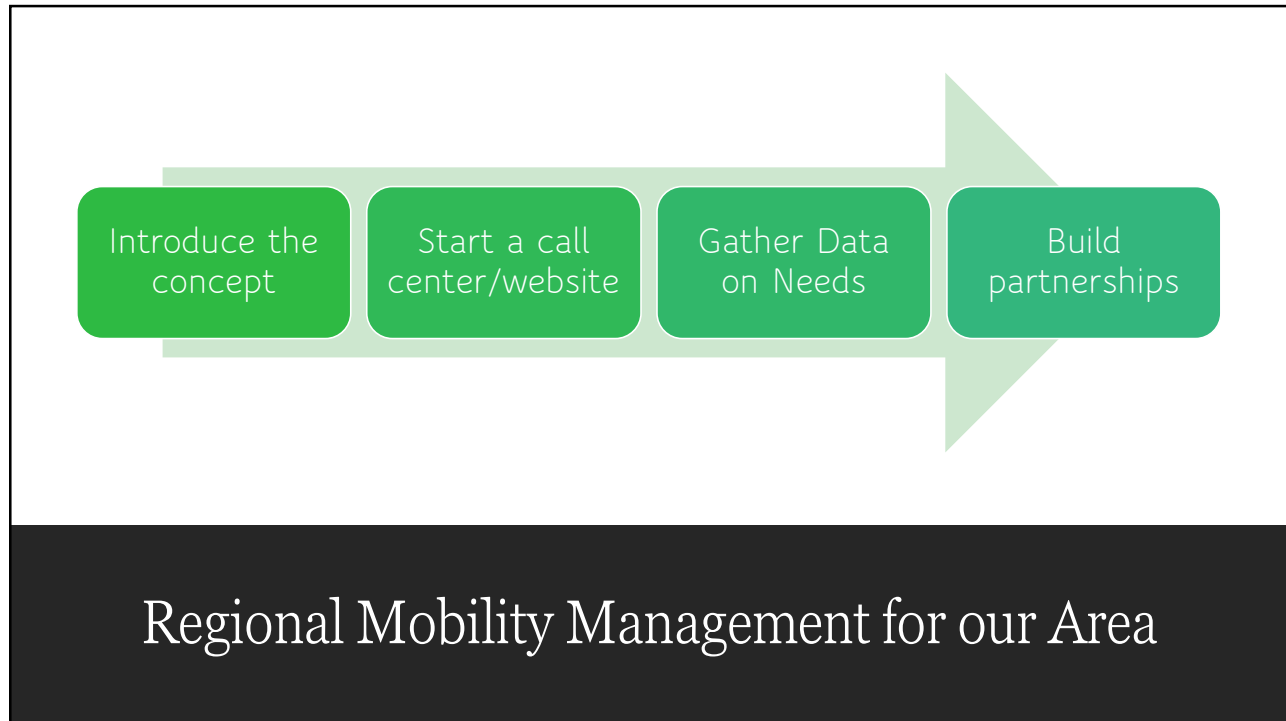 Introduce the
concept
Start a call
center/website
Gather Data
on Needs
Build
partnerships
Regional Mobility Management for our Area